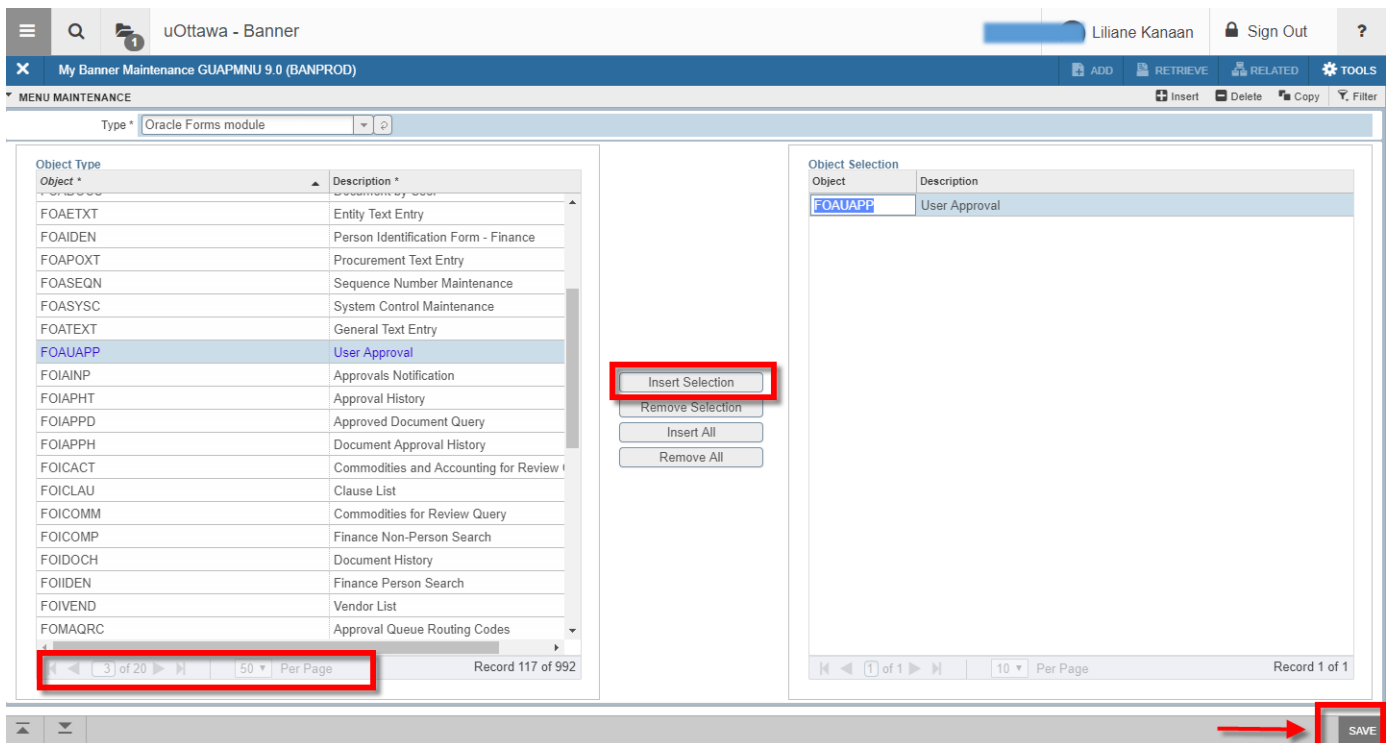 1
uOttawa - Banner
Liliane Kanaan
Sign Out
?
My Banner Maintenance GUAPMNU 9.0 (BANPROD)
ADD
RETRIEVE
RELATED
TOOLS
MENU MAINTENANCE
Insert
Delete
Copy
Filter
Type * Oracle Forms module
Object Type
Object * Description *
FOAETXT Entity Text Entry
FOAIDEN Person Identification Form - Finance
FOAPOXT Procurement Text Entry
FOASEQN Sequence Number Maintenance
FOASYSC System Control Maintenance
FOATEXT General Text Entry
FOAUAPP User Approval
FOIAINP Approvals Notification
FOIAPHT Approval History
FOIAPPD Approved Document Query
FOIAPPH Document Approval History
FOICACT Commodities and Accounting for Review
FOICLAU Clause List
FOICOMM Commodities for Review Query
FOICOMP Finance Non-Person Search
FOIDOCH Document History
FOIIDEN Finance Person Search
FOIVEND Vendor List
FOMAQRC Approval Queue Routing Codes
3 of 20 50 Per Page Record 117 of 992
Insert Selection
Remove Selection
Insert All
Remove All
Object Selection
Object Description
FOAUAPP User Approval
1 of 1 10 Per Page Record 1 of 1
SAVE